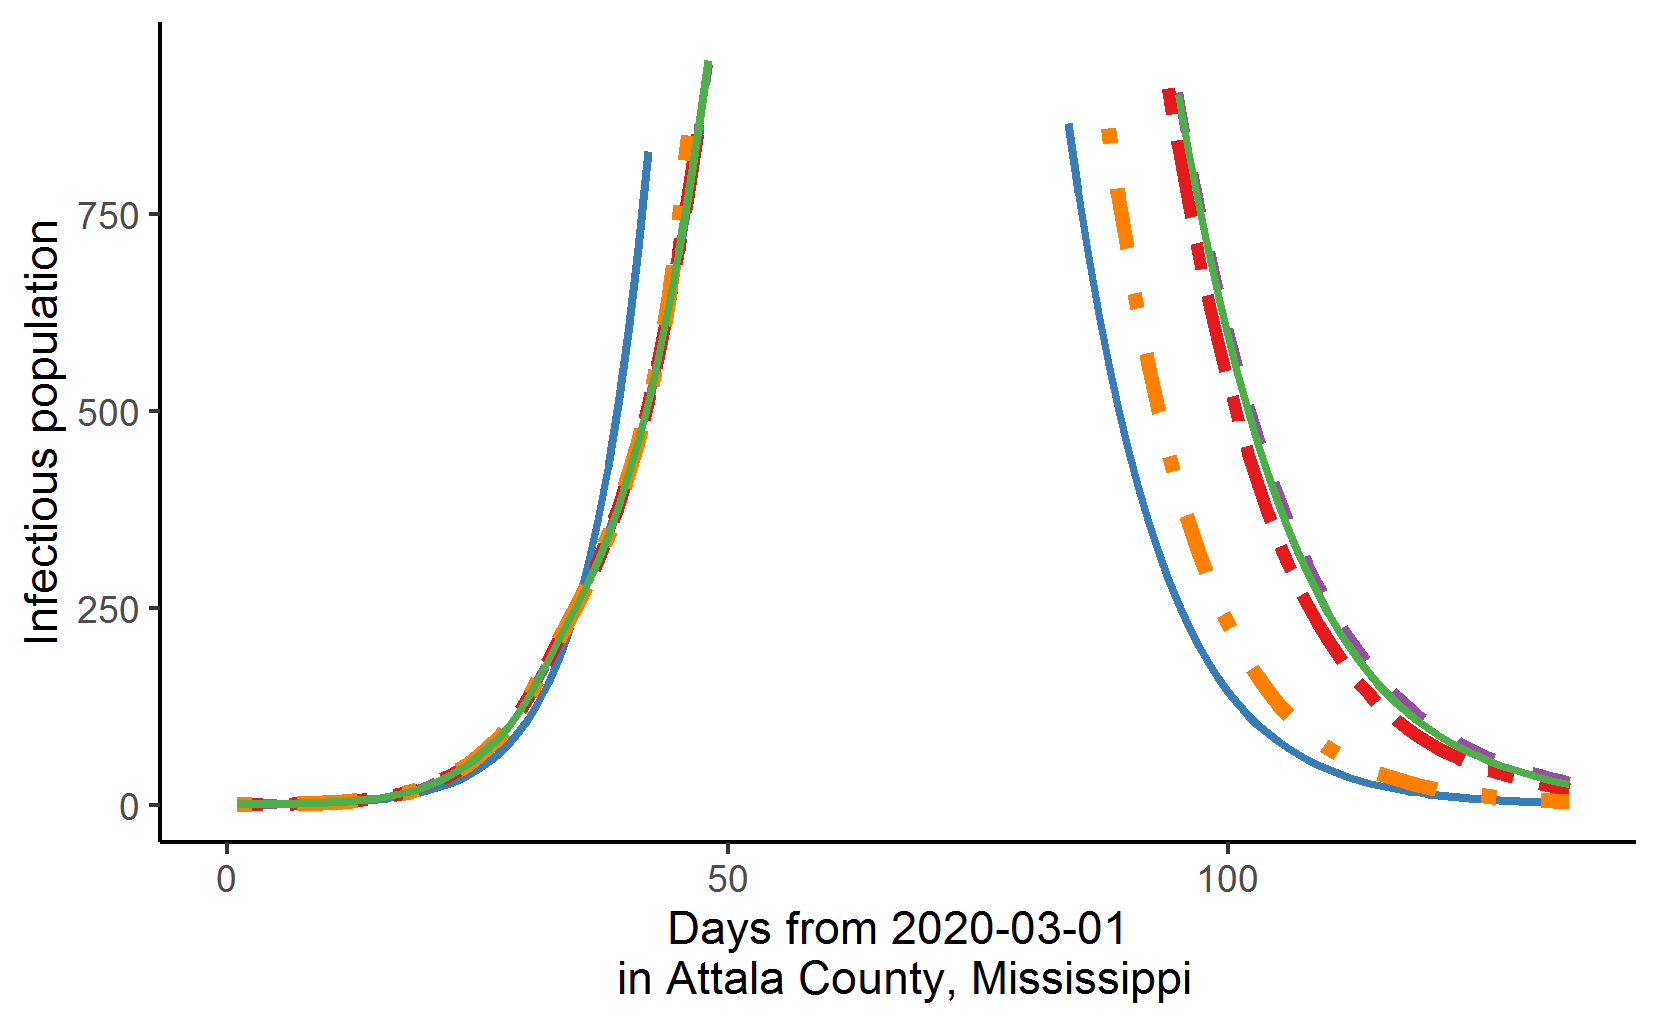 Infectious population
750
500
250
0
0
50
100
Days from 2020-03-01
in Attala County, Mississippi